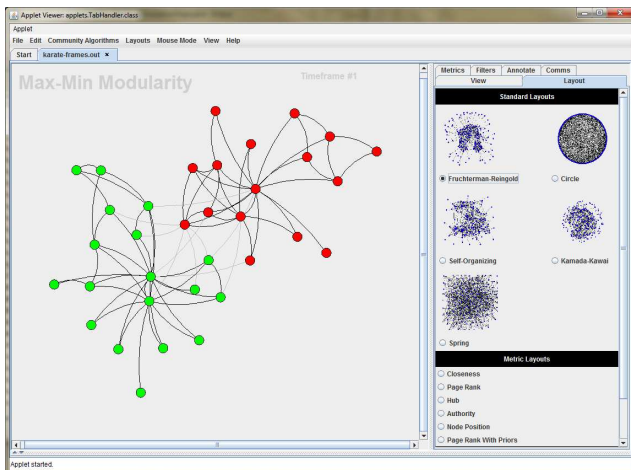 Applet Viewer: applets.TabHandler.class
Applet
File Edit Community Algorithms Layouts Mouse Mode View Help
Start karate-frames.out ×
Max-Min Modularity
Timeframe #1
Metrics Filters Annotate Comms
View Layout
Standard Layouts
Fruchterman-Reingold Circle
Self-Organizing Kamada-Kawai
Spring
Metric Layouts
Closeness
Page Rank
Hub
Authority
Node Position
Page Rank With Priors
Applet started.